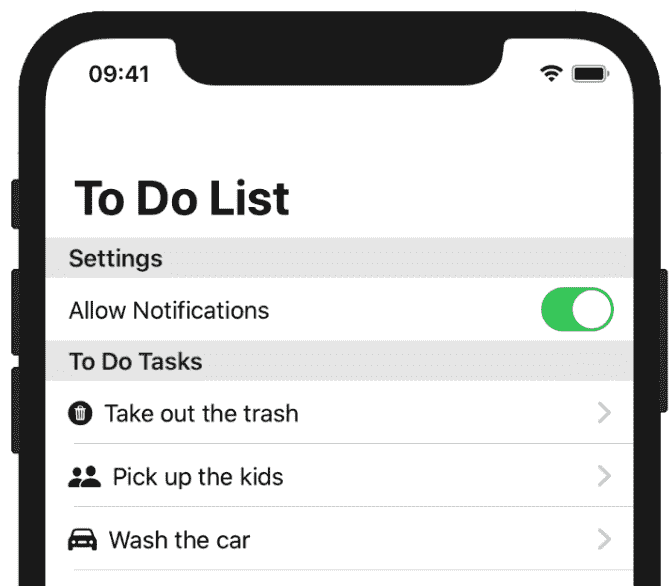 09:41
To Do List
Settings
Allow Notifications
To Do Tasks
Take out the trash
Pick up the kids
Wash the car